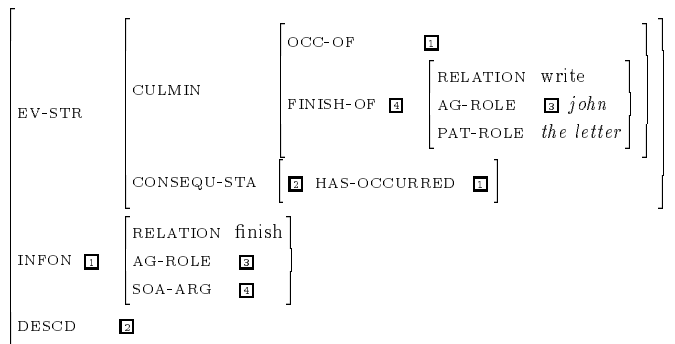 OCC-OF 1
RELATION write
CULMIN
FINISH-OF 4 AG-ROLE 3 john
EV-STR
PAT-ROLE the letter
CONSEQU-STA 2 HAS-OCCURRED 1
RELATION finish
INFON 1 AG-ROLE 3
SOA-ARG 4
DESCD 2